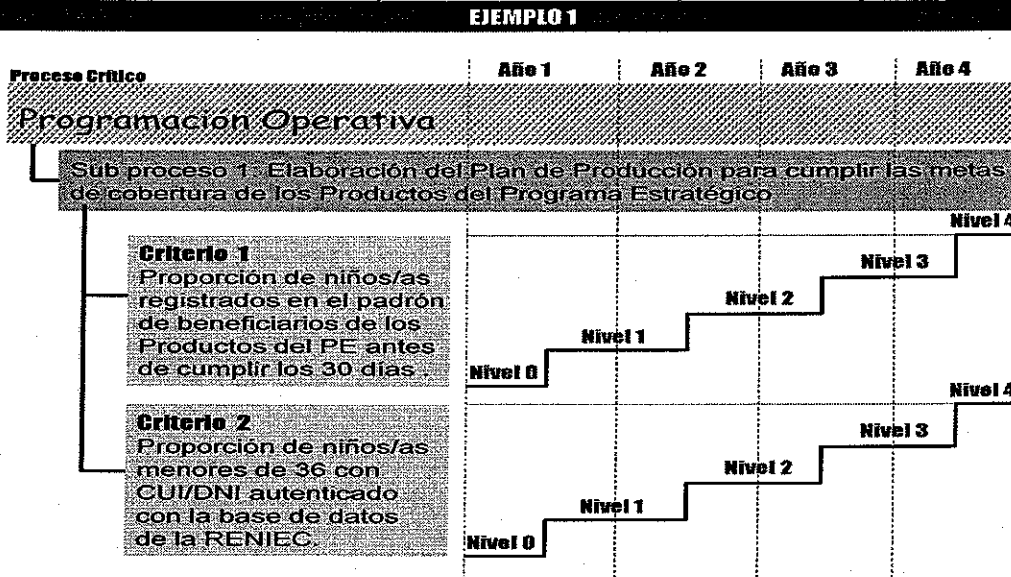 EJEMPLO 1
Proceso Crítico
Año 1
Año 2
Año 3
Año 4
Programación Operativa
Sub proceso 1. Elaboración del Plan de Producción para cumplir las metas
de cobertura de los Productos del Programa Estratégico
Criterio 1
Proporción de niños/as
registrados en el padrón
de beneficiarios de los
Productos del PE antes
de cumplir los 30 días .
Nivel 0
Nivel 1
Nivel 2
Nivel 3
Nivel 4
Criterio 2
Proporción de niños/as
menores de 36 con
CUI/DNI autenticado
con la base de datos
de la RENIEC.
Nivel 0
Nivel 1
Nivel 2
Nivel 3
Nivel 4